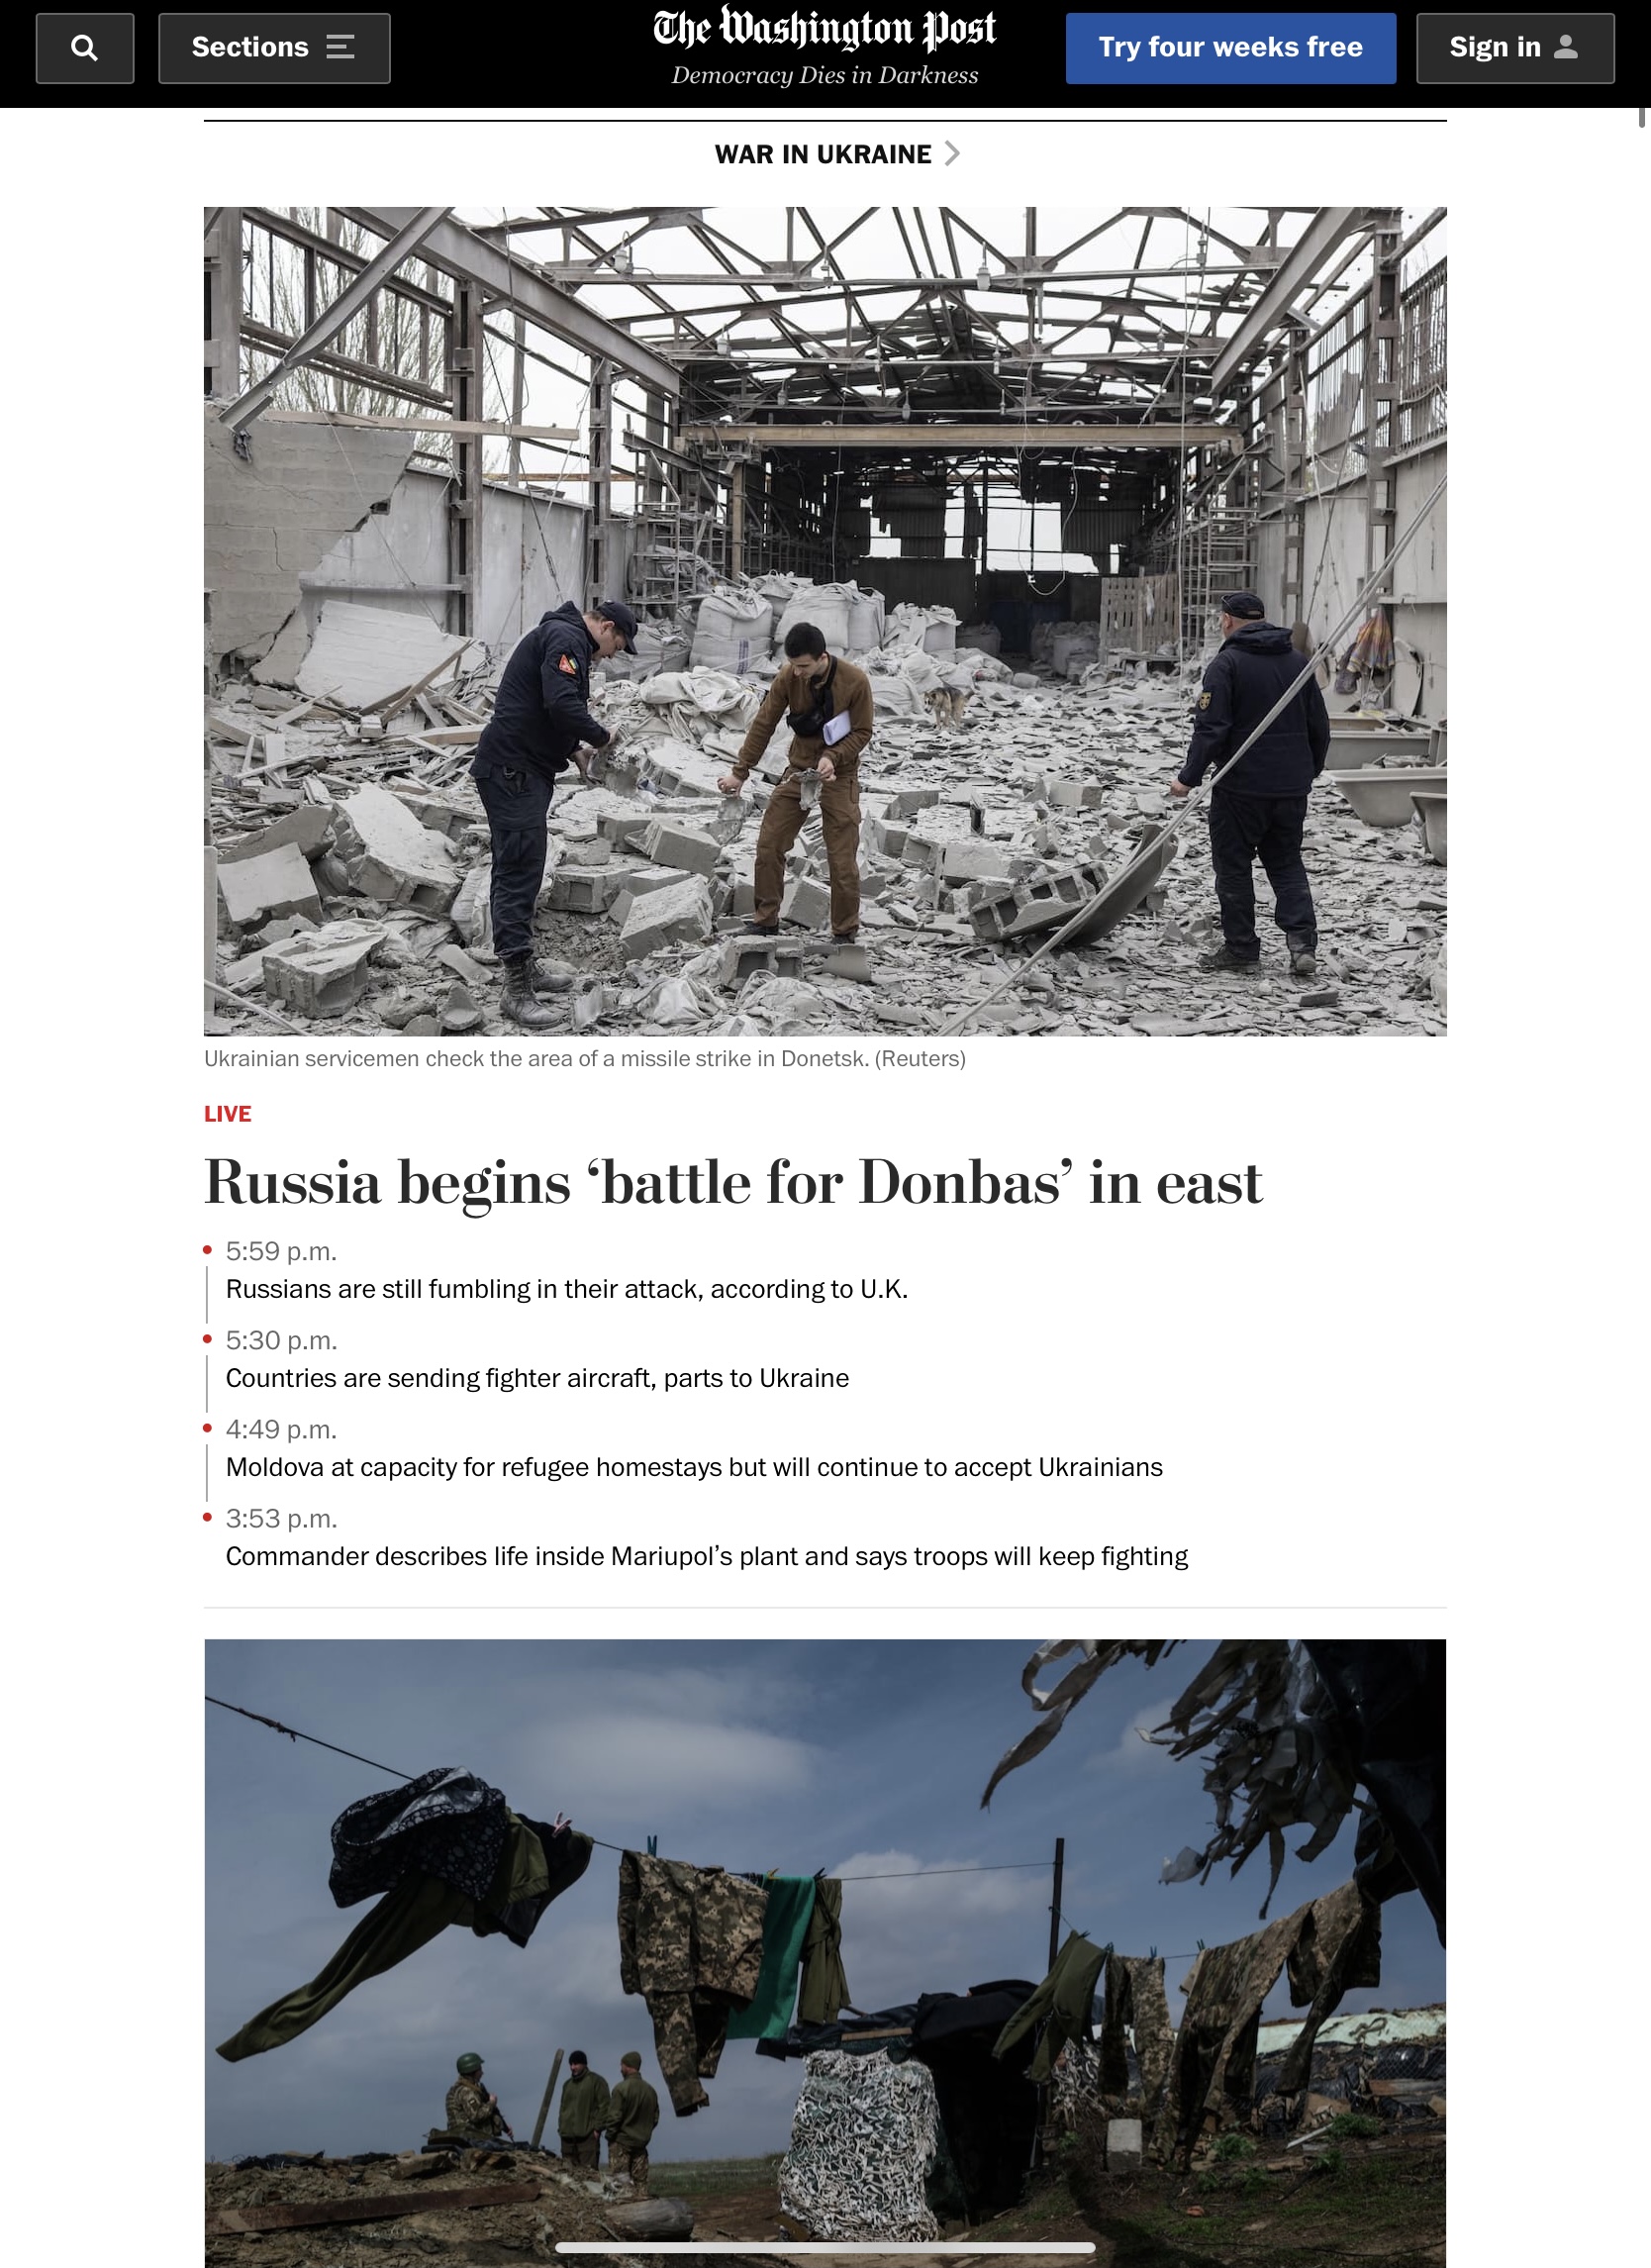 Sections
The Washington Post
Democracy Dies in Darkness
Try four weeks free
Sign in
WAR IN UKRAINE
Ukrainian servicemen check the area of a missile strike in Donetsk. (Reuters)
LIVE
Russia begins ‘battle for Donbas’ in east
5:59 p.m.
Russians are still fumbling in their attack, according to U.K.
5:30 p.m.
Countries are sending fighter aircraft, parts to Ukraine
4:49 p.m.
Moldova at capacity for refugee homestays but will continue to accept Ukrainians
3:53 p.m.
Commander describes life inside Mariupol’s plant and says troops will keep fighting